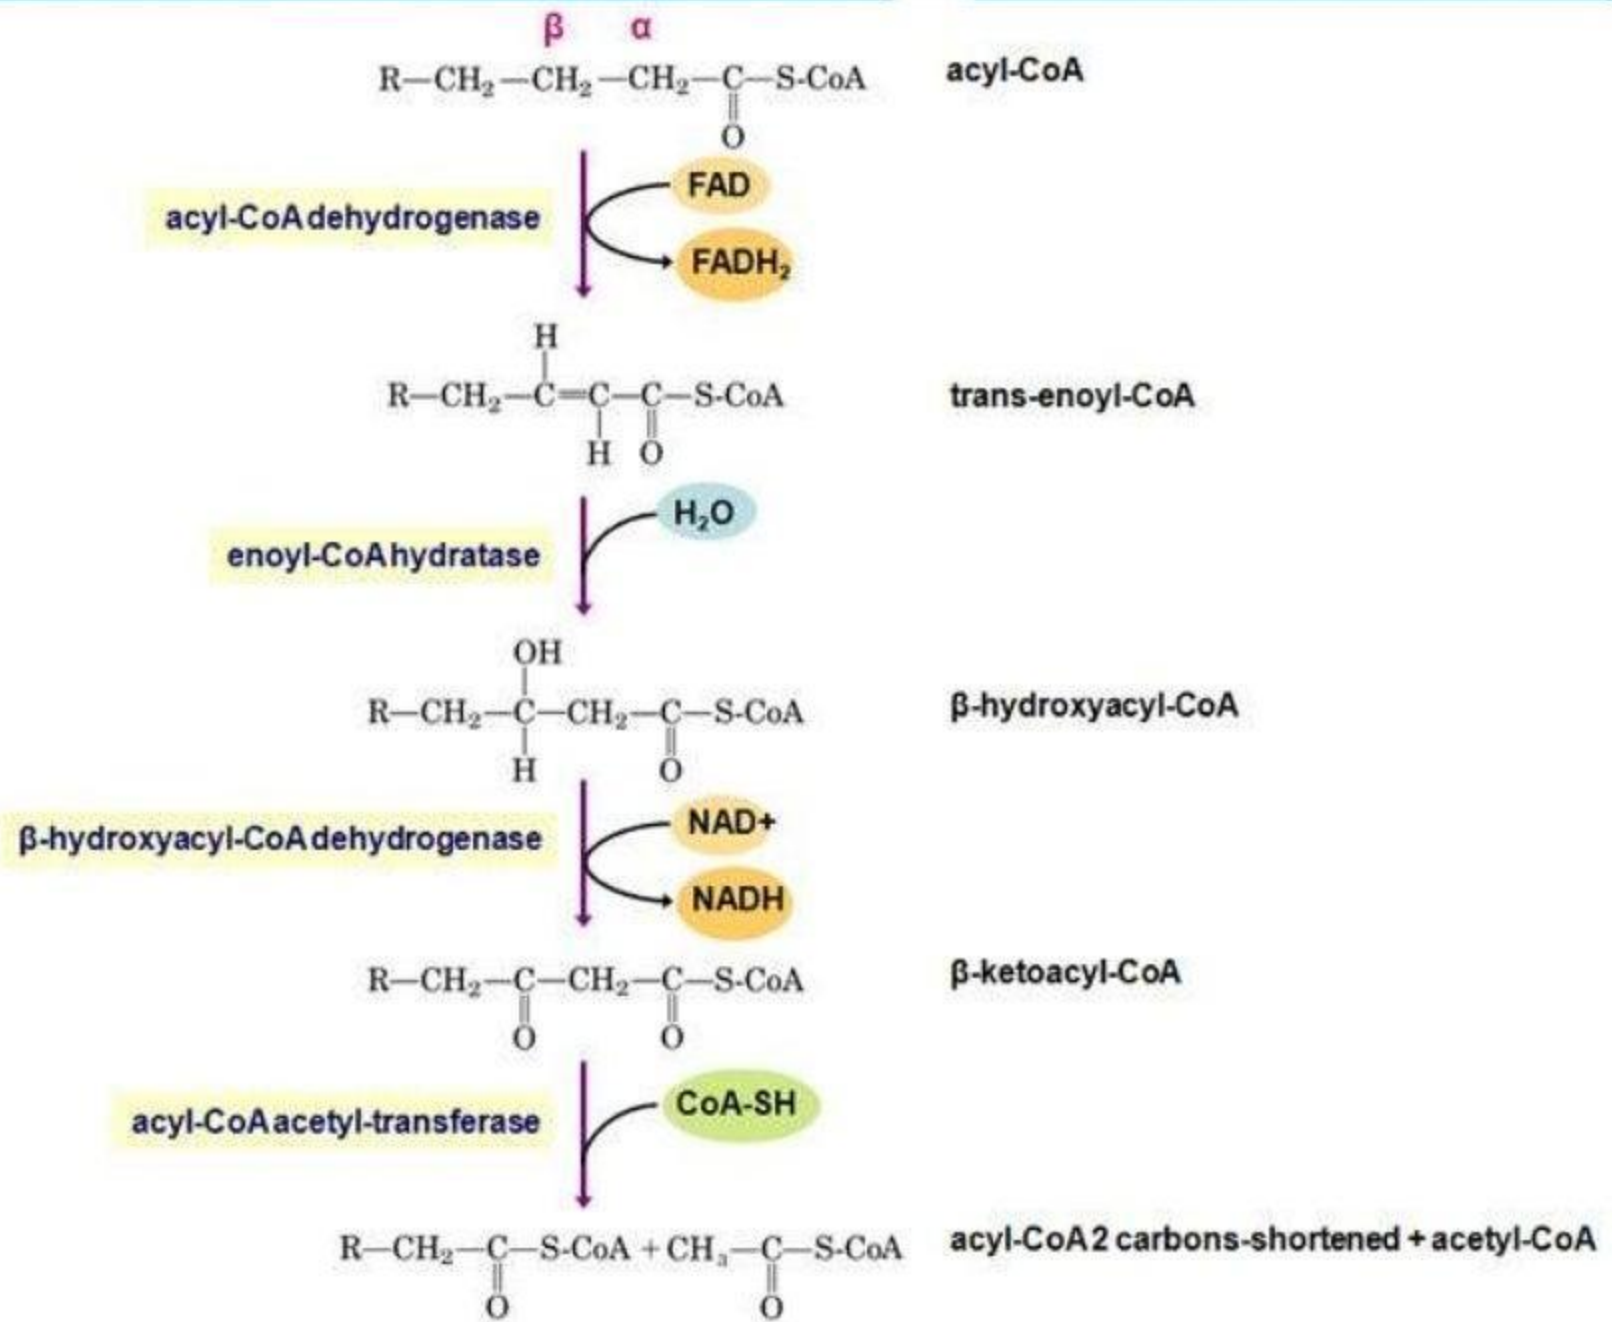 β α
R–CH₂–CH₂–CH₂–C–S-CoA acyl-CoA
O
FAD
acyl-CoA dehydrogenase
FADH₂
H
R–CH₂–C=C–C–S-CoA trans-enoyl-CoA
H O
H₂O
enoyl-CoA hydratase
OH
R–CH₂–C–CH₂–C–S-CoA β-hydroxyacyl-CoA
H O
NAD+
β-hydroxyacyl-CoA dehydrogenase
NADH
R–CH₂–C–CH₂–C–S-CoA β-ketoacyl-CoA
O O
CoA-SH
acyl-CoA acetyl-transferase
R–CH₂–C–S-CoA + CH₃–C–S-CoA acyl-CoA 2 carbons-shortened + acetyl-CoA
O O